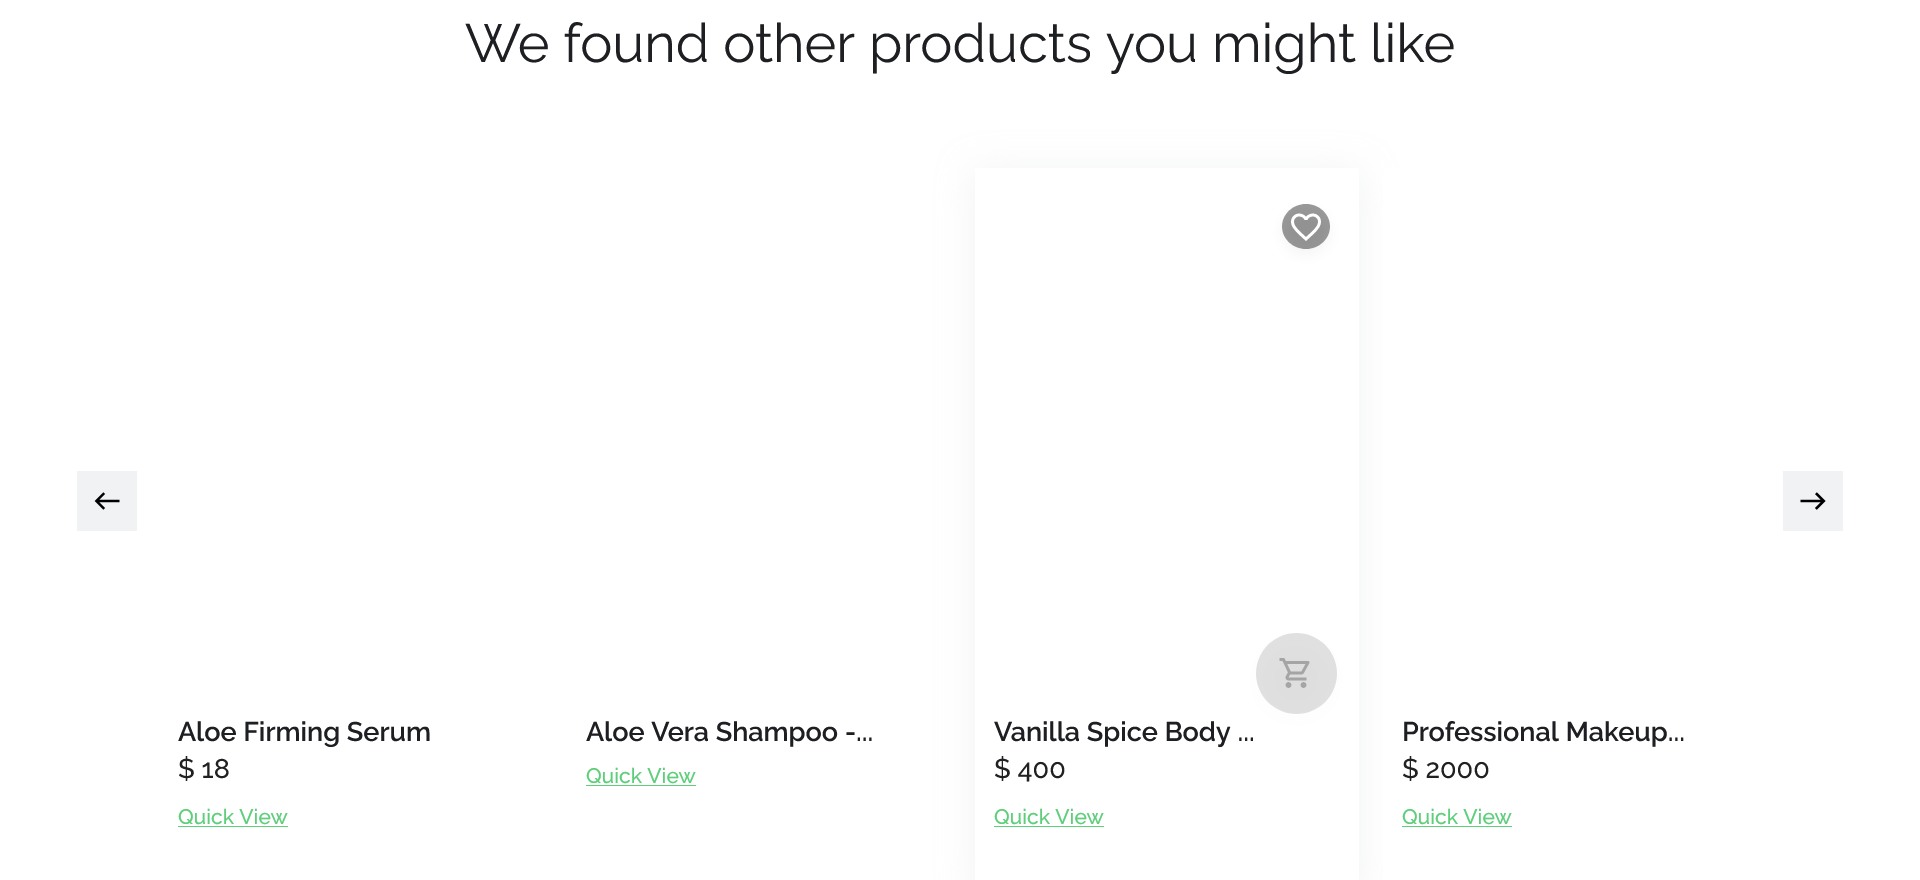 We found other products you might like
Aloe Firming Serum
$ 18
Quick View
Aloe Vera Shampoo -...
Quick View
Vanilla Spice Body ...
$ 400
Quick View
Professional Makeup...
$ 2000
Quick View